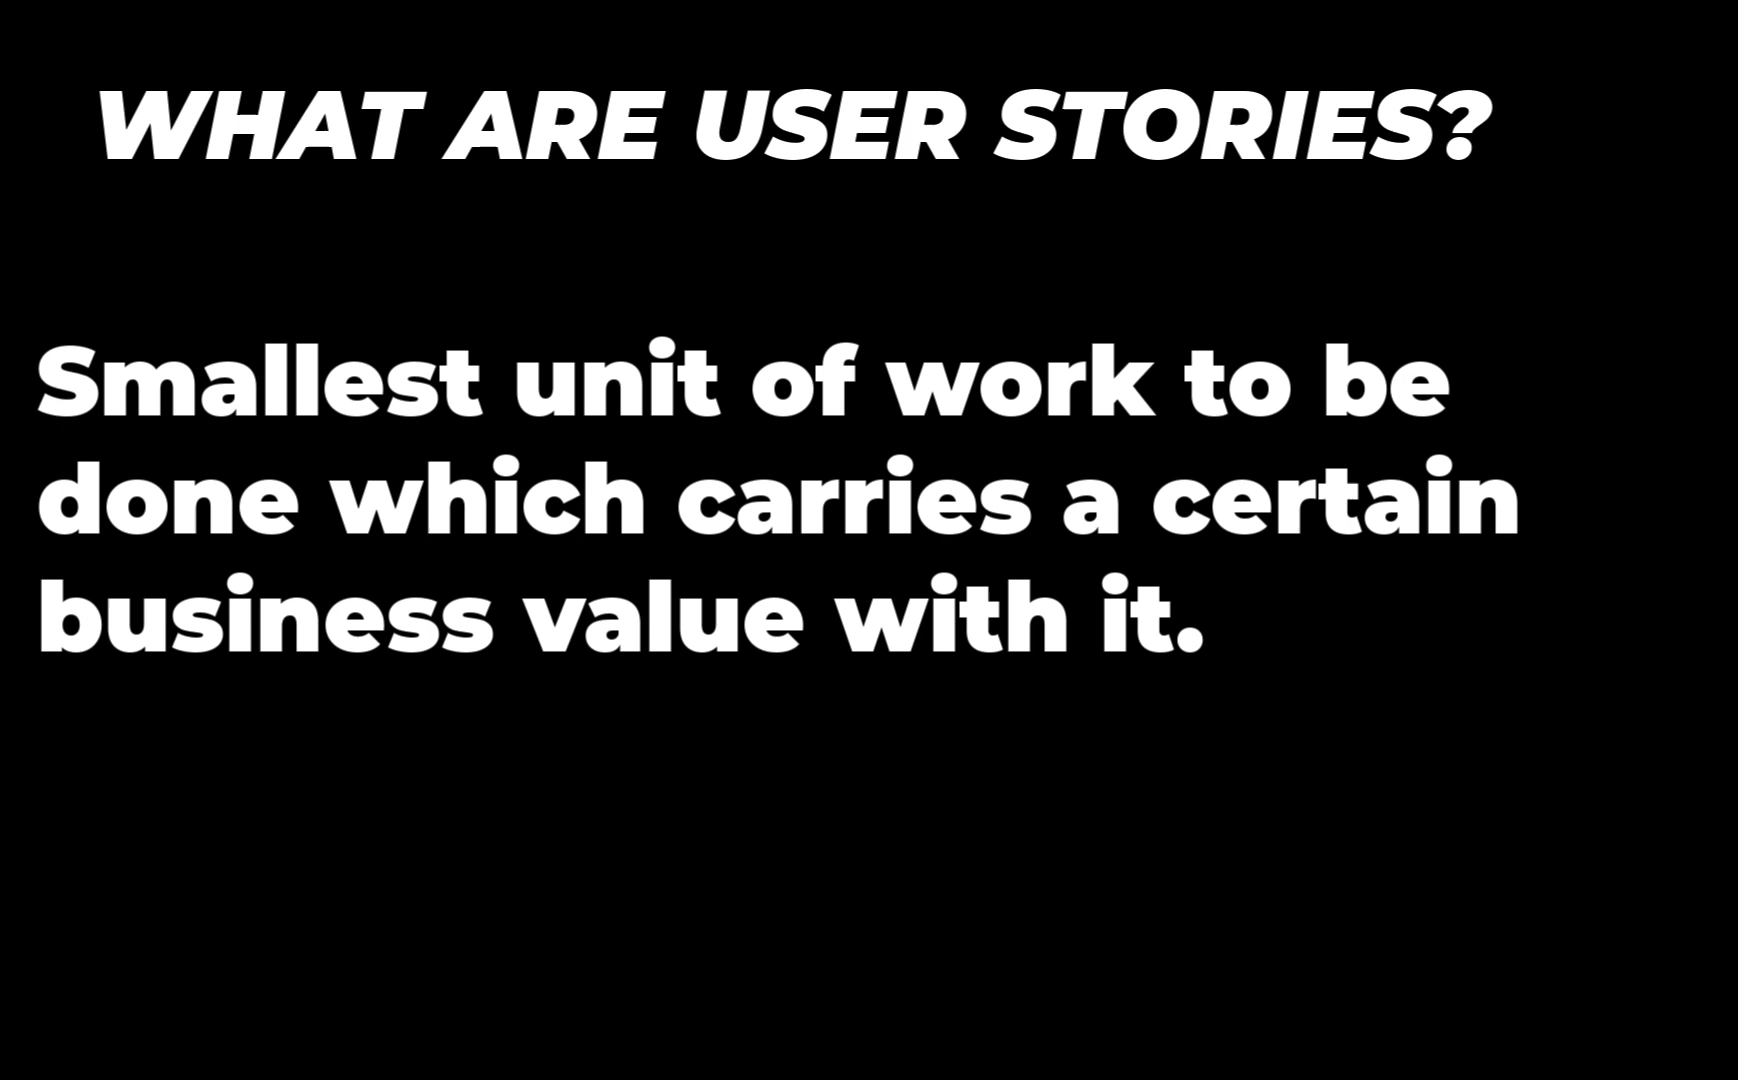 WHAT ARE USER STORIES?
Smallest unit of work to be
done which carries a certain
business value with it.